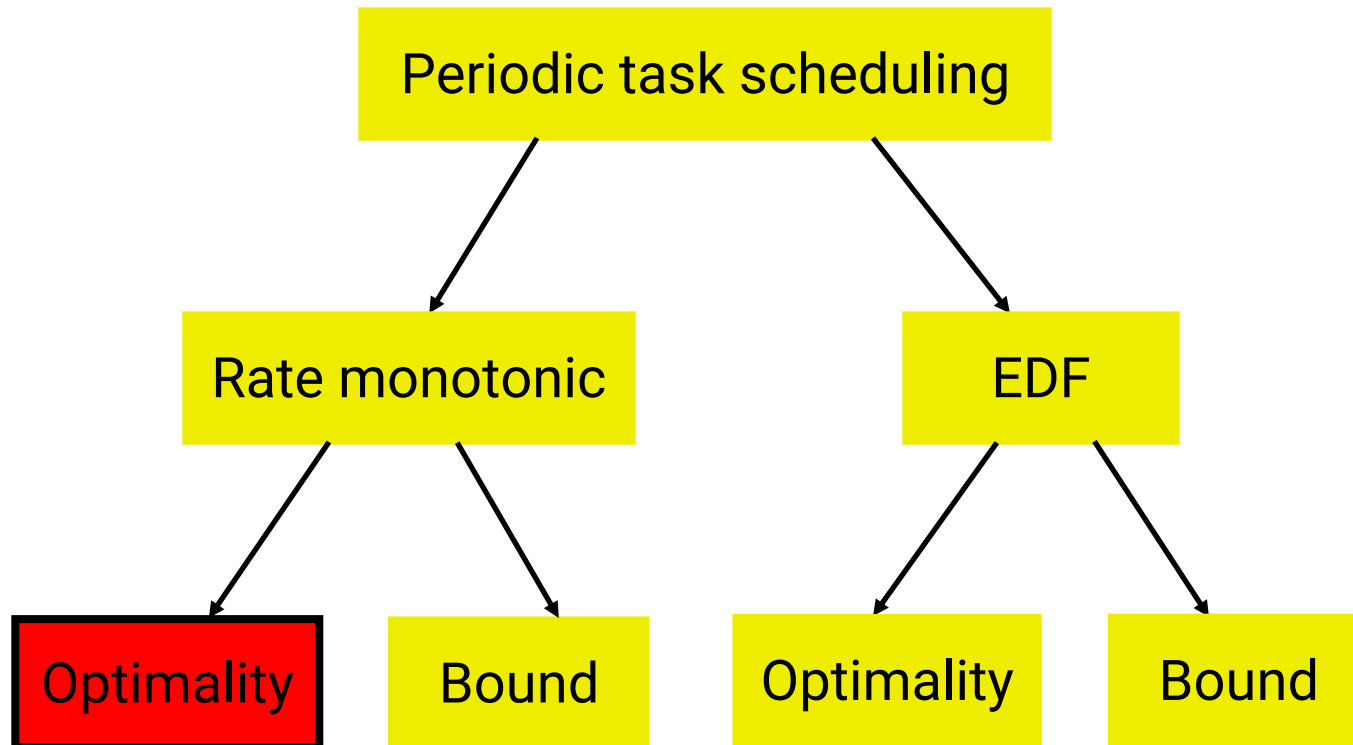 Periodic task scheduling
Rate monotonic
EDF
Optimality
Bound
Optimality
Bound